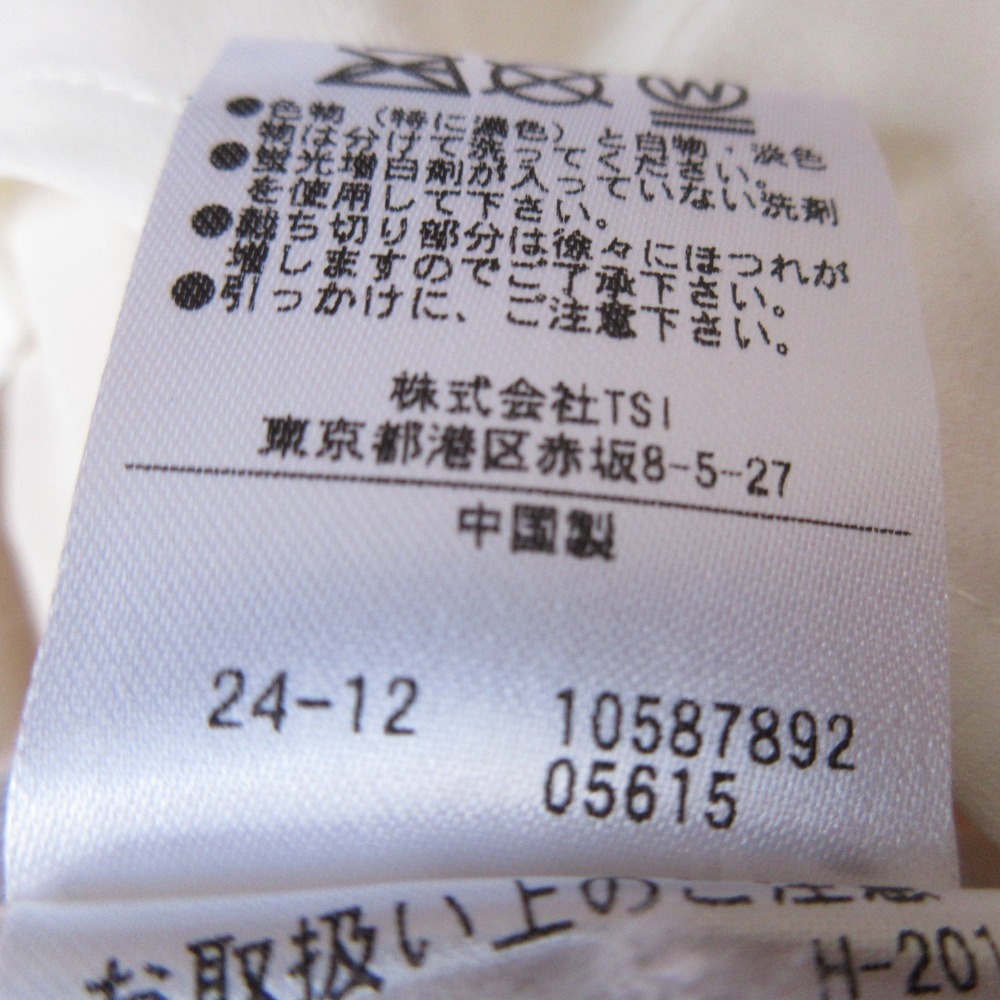 ●色物（特に濃色）と白物・淡色
物は分けて洗ってください。
●蛍光増白剤が入っていない洗剤
を使用して下さい。
●裁ち切り部分は徐々にほつれが
増しますのでご了承下さい。
●引っかけに、ご注意下さい。
株式会社TSI
東京都港区赤坂8-5-27
中国製
24-12 10587892
05615
お取扱い上のご注意
H-201